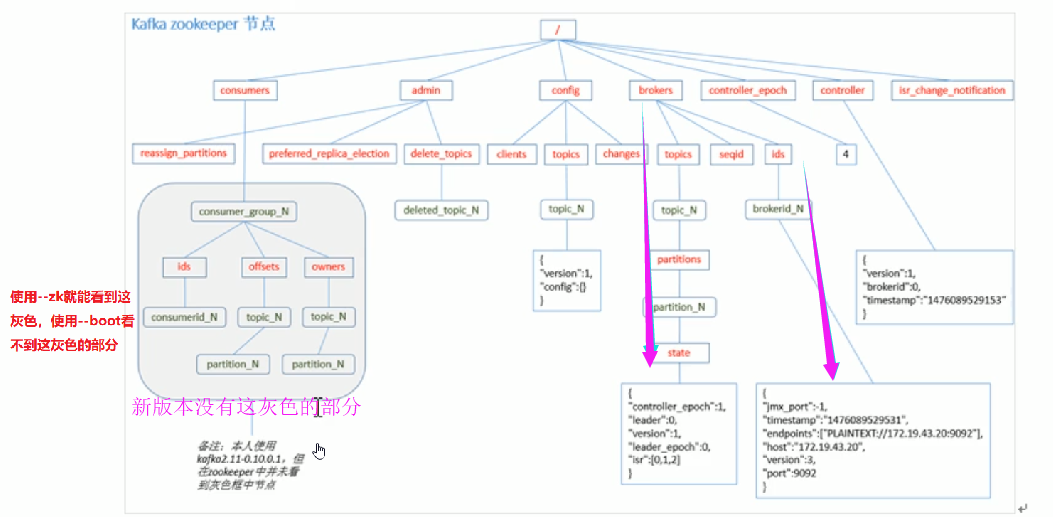 Kafka zookeeper 节点
/
consumers
admin
config
brokers
controller_epoch
controller
isr_change_notification
reassign_partitions
preferred_replica_election
delete_topics
clients
topics
changes
topics
seqid
ids
4
consumer_group_N
deleted_topic_N
topic_N
topic_N
brokerid_N
ids
offsets
owners
{
"version":1,
"config":{}
}
partitions
{
"version":1,
"brokerid":0,
"timestamp":"1476089529153"
}
使用--zk就能看到这
灰色，使用--boot看
不到这灰色的部分
consumerid_N
topic_N
topic_N
partition_N
partition_N
partition_N
state
新版本没有这灰色的部分
{
"controller_epoch":1,
"leader":0,
"version":1,
"leader_epoch":0,
"isr":[0,1,2]
}
{
"jmx_port":-1,
"timestamp":"1476089529531",
"endpoints":["PLAINTEXT://172.19.43.20:9092"],
"host":"172.19.43.20",
"version":3,
"port":9092
}
备注：本人使用
kafka2.11-0.10.0.1，但
在zookeeper中并未看
到灰色框中节点